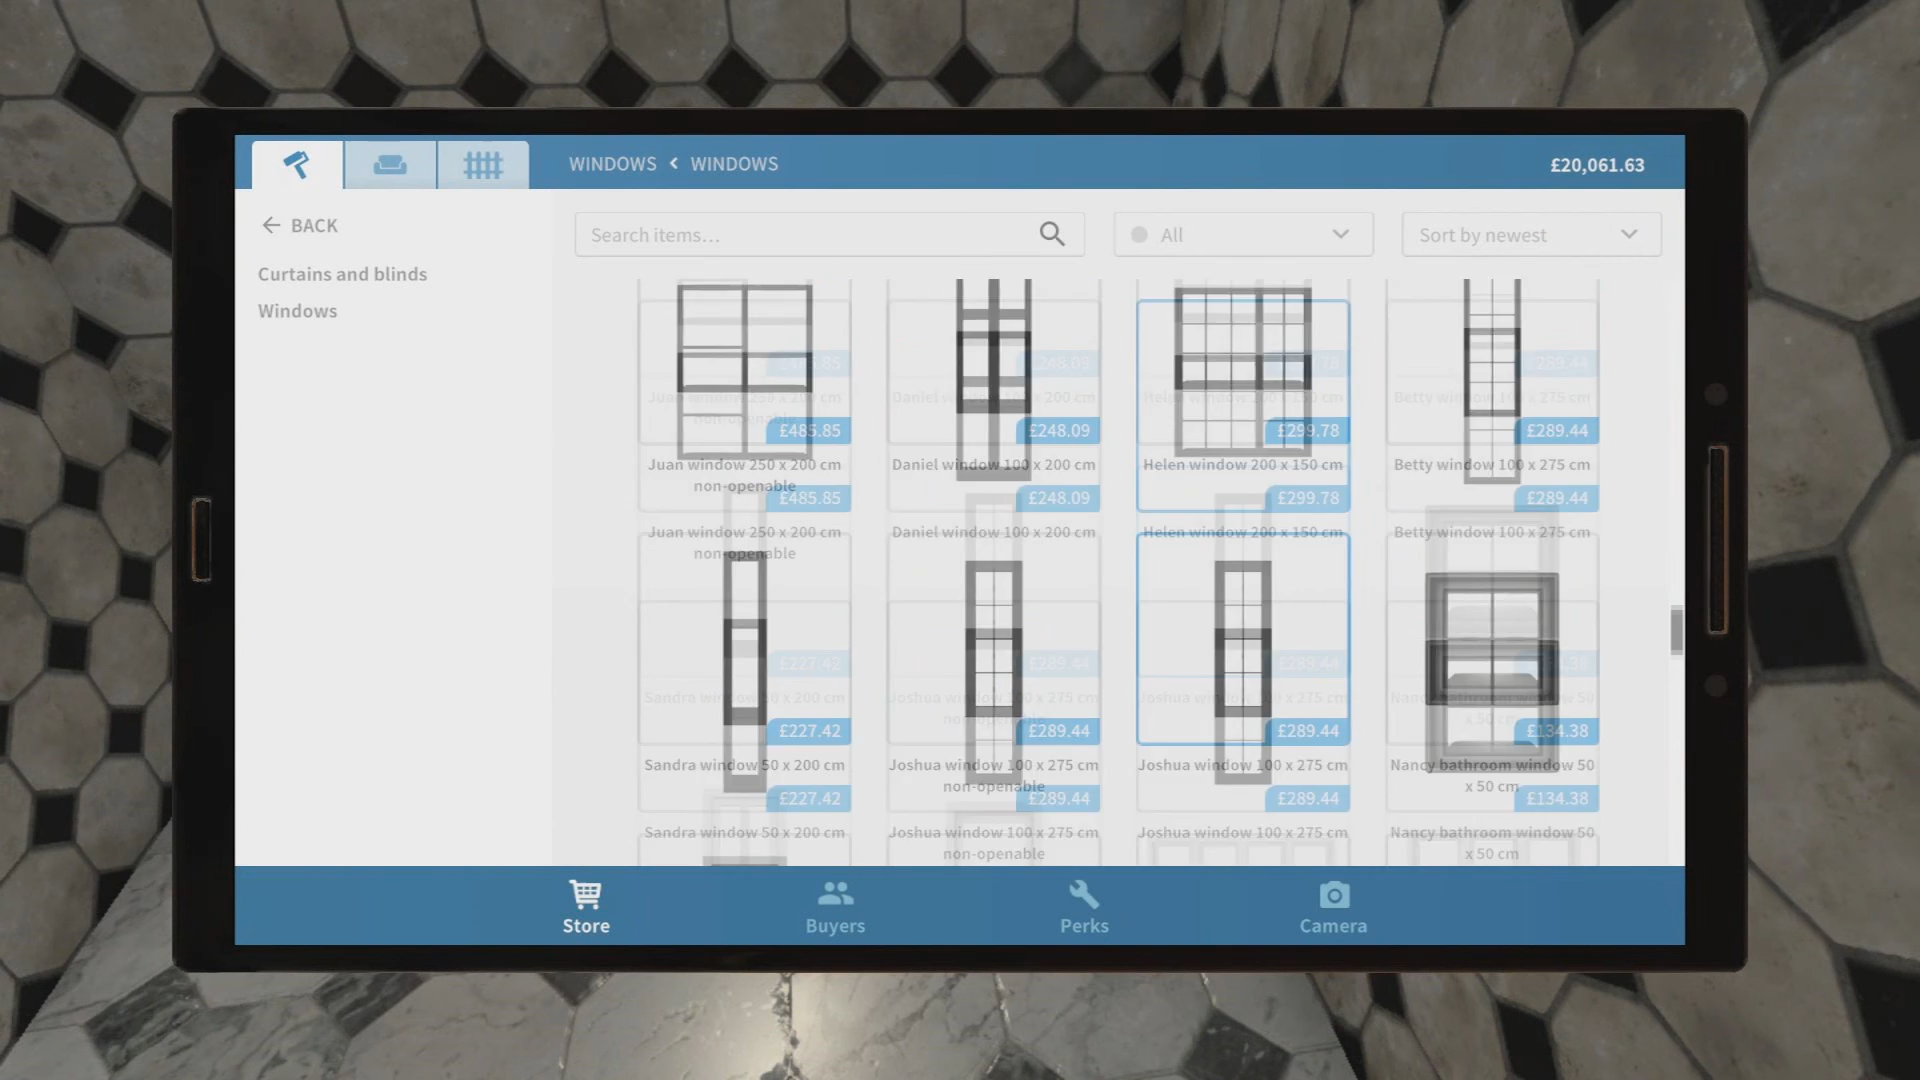 WINDOWS < WINDOWS
£20,061.63
BACK
Curtains and blinds
Windows
Search items...
All
Sort by newest
£485.85
£248.09
£299.78
£289.44
Juan window 250 x 200 cm
non-openable
Daniel window 100 x 200 cm
Helen window 200 x 150 cm
Betty window 100 x 275 cm
£485.85
£248.09
£299.78
£289.44
Juan window 250 x 200 cm
non-openable
Daniel window 100 x 200 cm
Helen window 200 x 150 cm
Betty window 100 x 275 cm
£227.42
£289.44
£289.44
£134.38
Sandra window 50 x 200 cm
Joshua window 100 x 275 cm
non-openable
Joshua window 100 x 275 cm
Nancy bathroom window 50
x 50 cm
£227.42
£289.44
£289.44
£134.38
Sandra window 50 x 200 cm
Joshua window 100 x 275 cm
non-openable
Joshua window 100 x 275 cm
Nancy bathroom window 50
x 50 cm
Store
Buyers
Perks
Camera